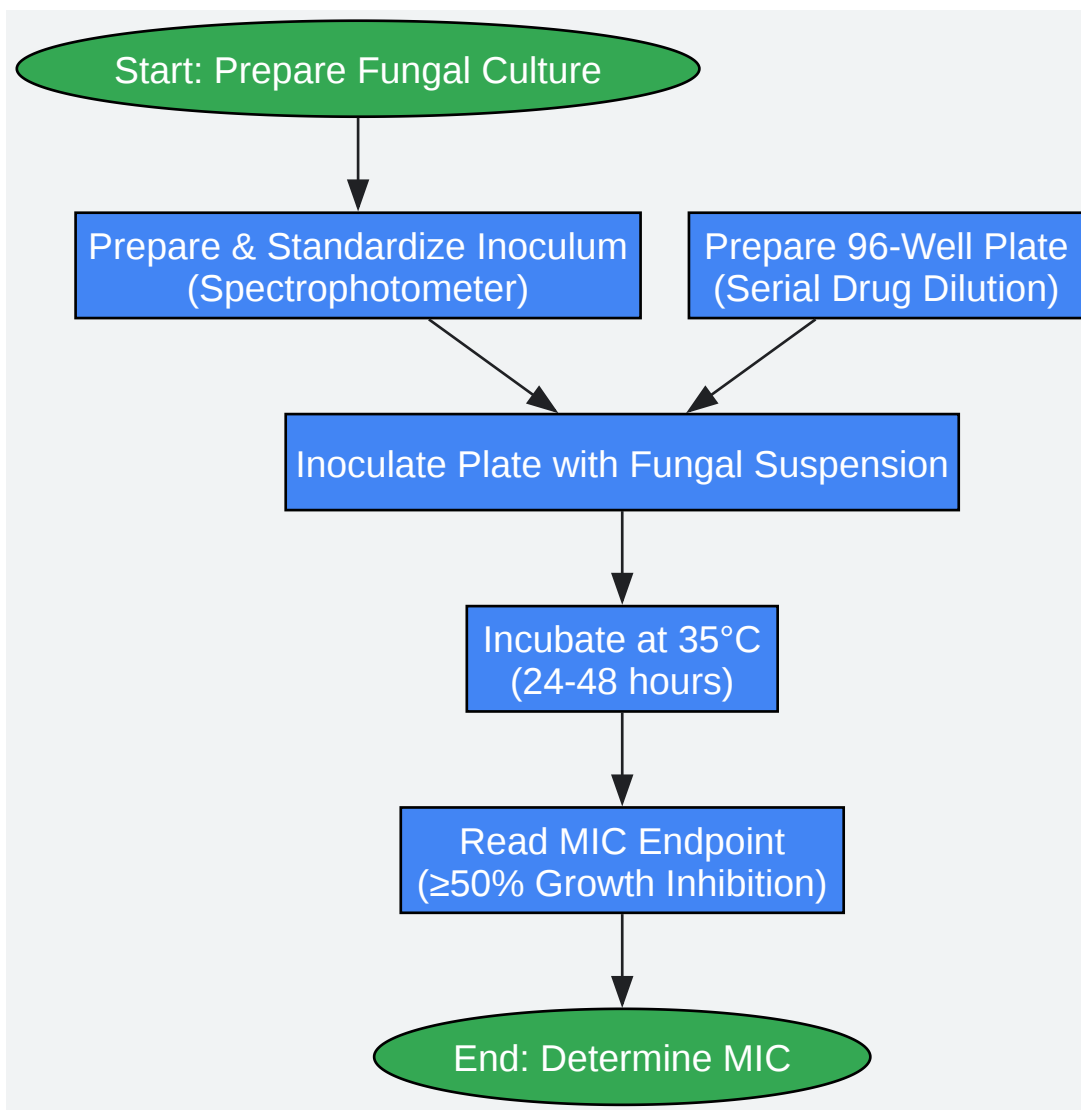 Start: Prepare Fungal Culture
Prepare & Standardize Inoculum
(Spectrophotometer)
Prepare 96-Well Plate
(Serial Drug Dilution)
Inoculate Plate with Fungal Suspension
Incubate at 35°C
(24-48 hours)
Read MIC Endpoint
(≥50% Growth Inhibition)
End: Determine MIC